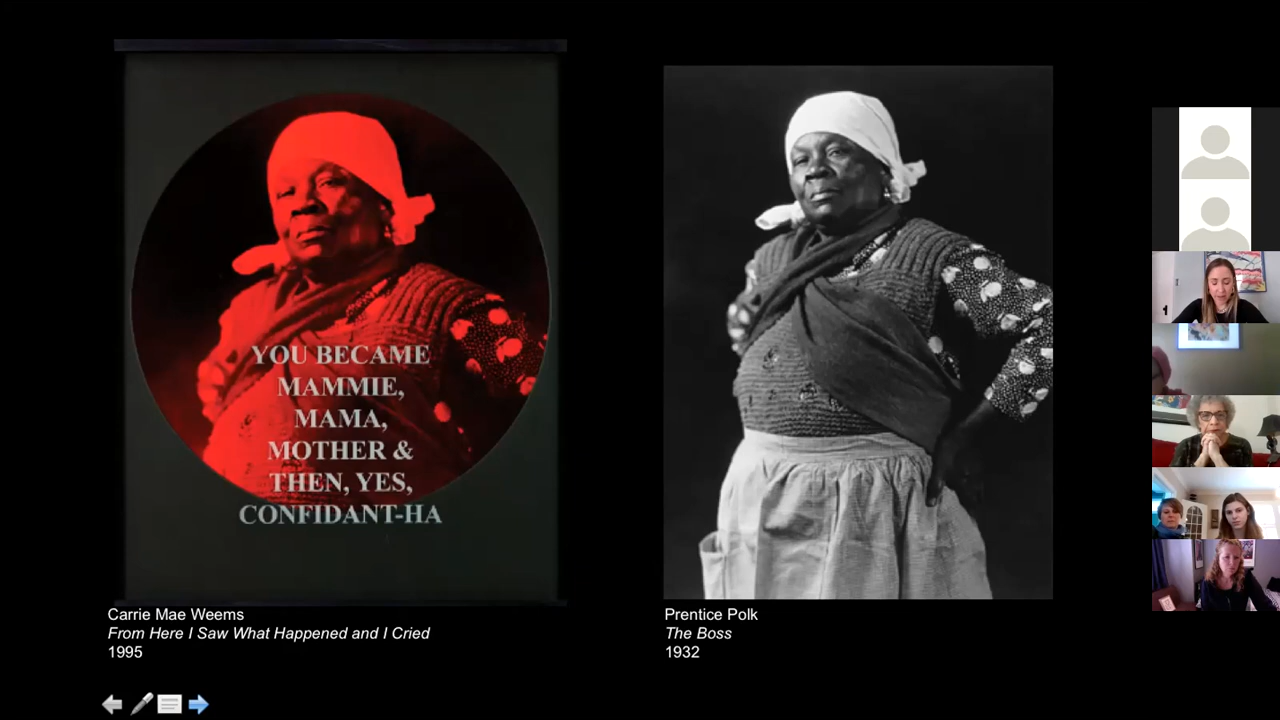 YOU BECAME
MAMMIE,
MAMA,
MOTHER &
THEN, YES,
CONFIDANT-HA
Carrie Mae Weems
From Here I Saw What Happened and I Cried
1995
Prentice Polk
The Boss
1932